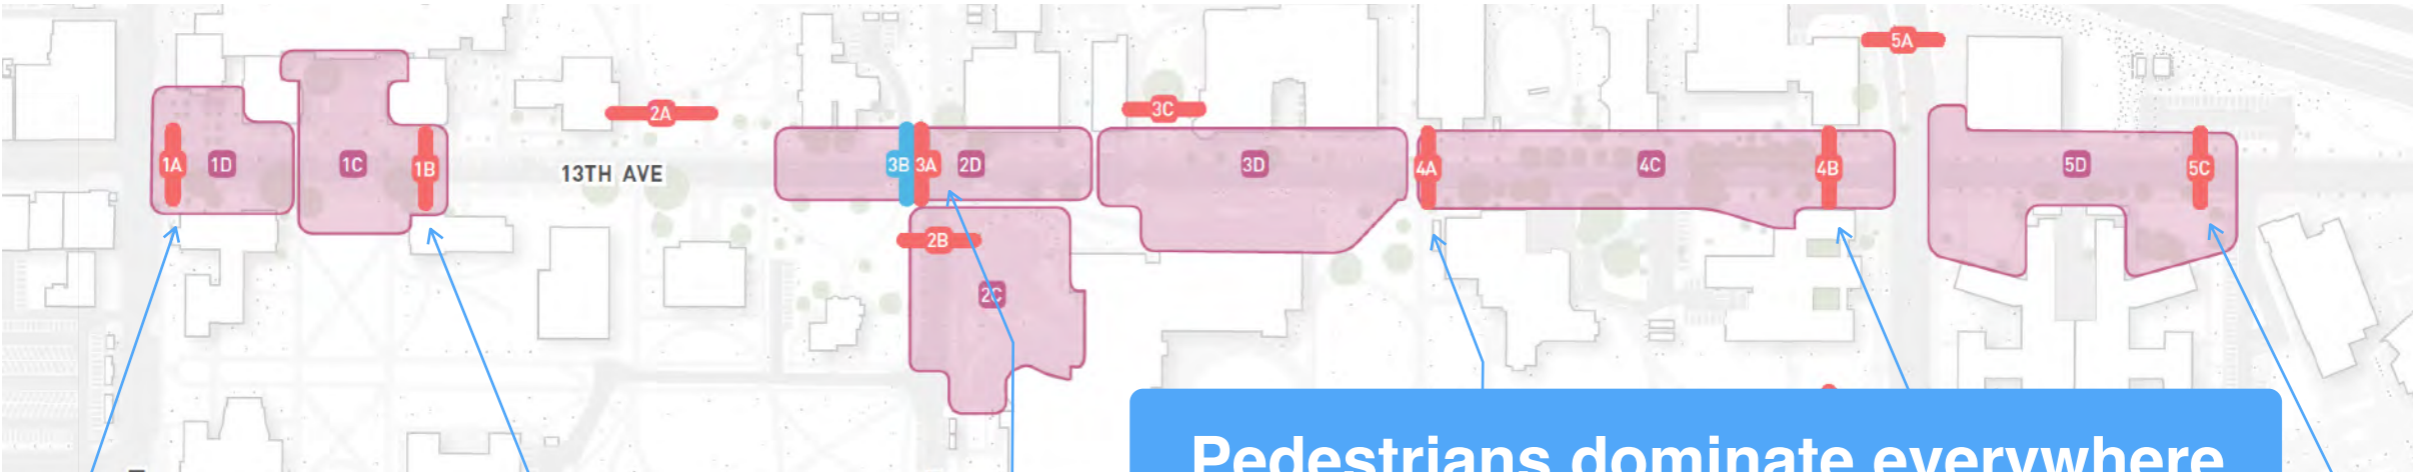 5A
2A
3C
1A
1D
1C
1B
13TH AVE
3B
3A
2D
3D
4A
4C
4B
5D
5C
2B
2C
Pedestrians dominate everywhere